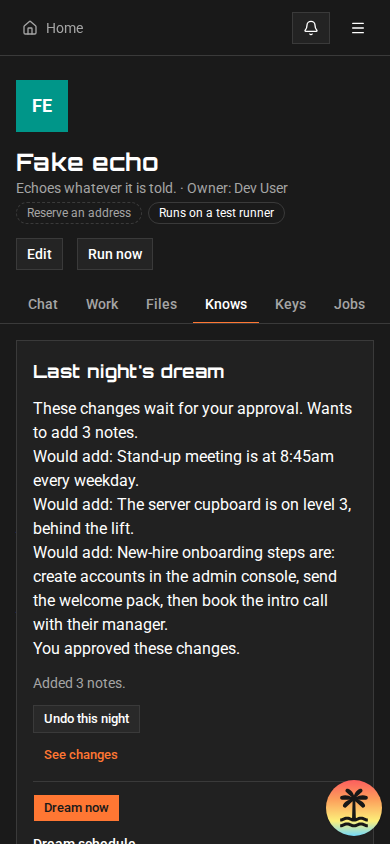 Home
FE
Fake echo
Echoes whatever it is told. · Owner: Dev User
Reserve an address
Runs on a test runner
Edit
Run now
Chat
Work
Files
Knows
Keys
Jobs
Last night's dream
These changes wait for your approval. Wants
to add 3 notes.
Would add: Stand-up meeting is at 8:45am
every weekday.
Would add: The server cupboard is on level 3,
behind the lift.
Would add: New-hire onboarding steps are:
create accounts in the admin console, send
the welcome pack, then book the intro call
with their manager.
You approved these changes.
Added 3 notes.
Undo this night
See changes
Dream now
Dream schedule